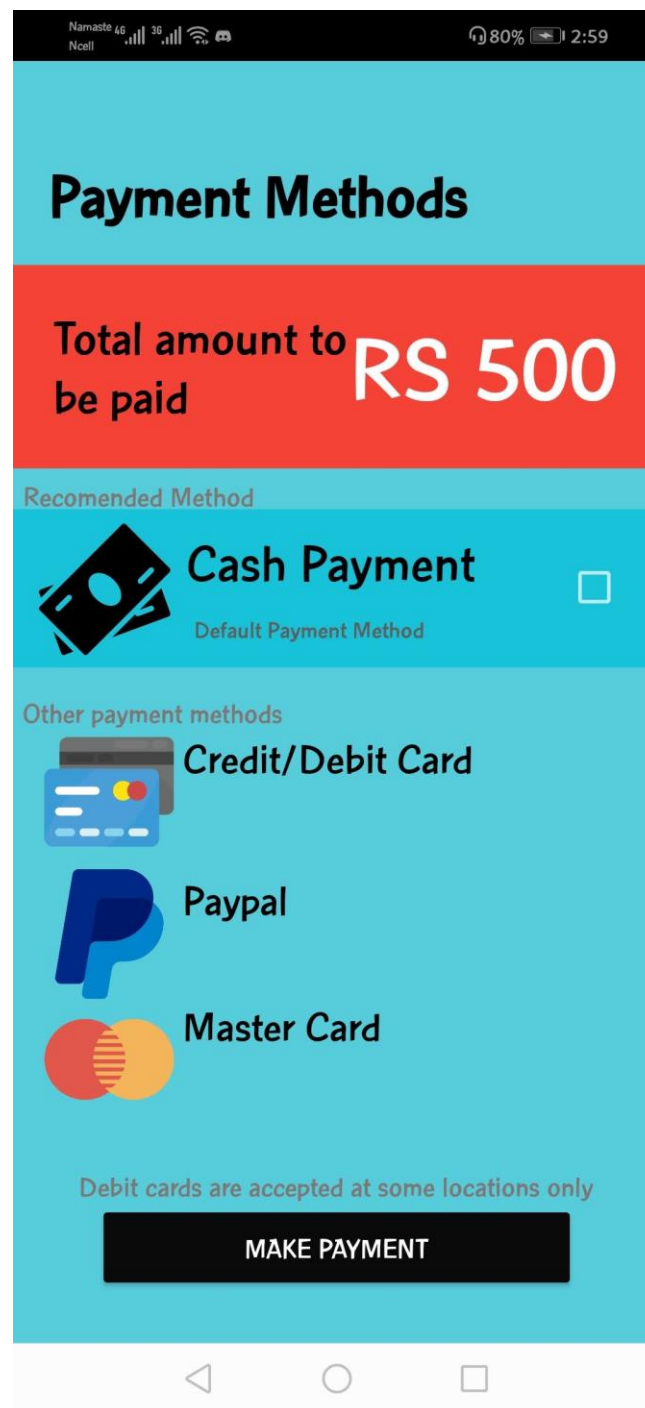 Namaste 4G 3G 80% 2:59
Ncell
Payment Methods
Total amount to
be paid
RS 500
Recomended Method
Cash Payment
Default Payment Method
Other payment methods
Credit/Debit Card
Paypal
Master Card
Debit cards are accepted at some locations only
MAKE PAYMENT